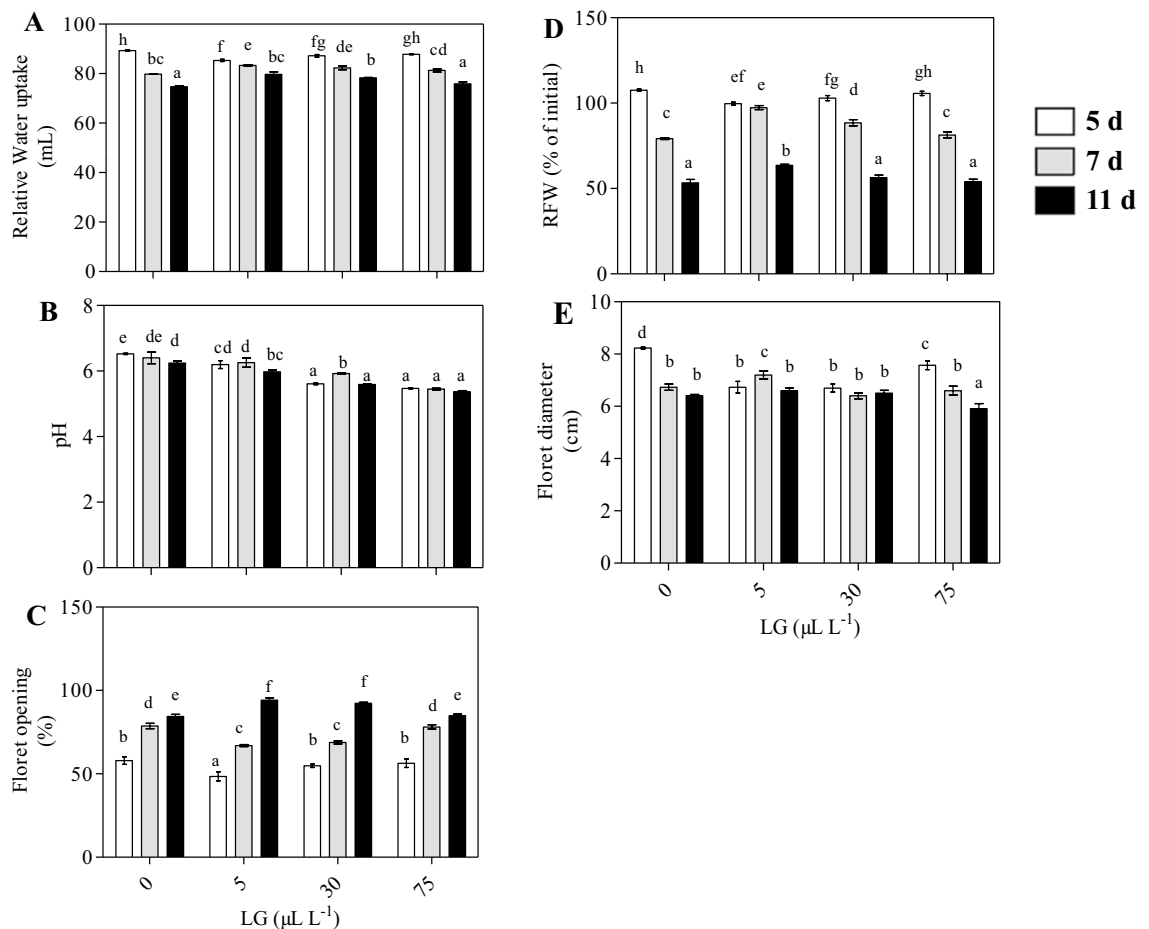 A
Relative Water uptake
(mL)
100
80
60
40
20
0
h bc a f e bc fg de b gh cd a
B
pH
8
6
4
2
0
e de d cd d bc a b a a a a
C
Floret opening
(%)
150
100
50
0
b d e a c f b c f b d e
0 5 30 75
LG (μL L⁻¹)
D
RFW (% of initial)
150
100
50
0
h c a ef e b fg d a gh c a
E
Floret diameter
(cm)
8
6
4
2
0
d b b b c b b b b c b a
0 5 30 75
LG (μL L⁻¹)
5 d
7 d
11 d